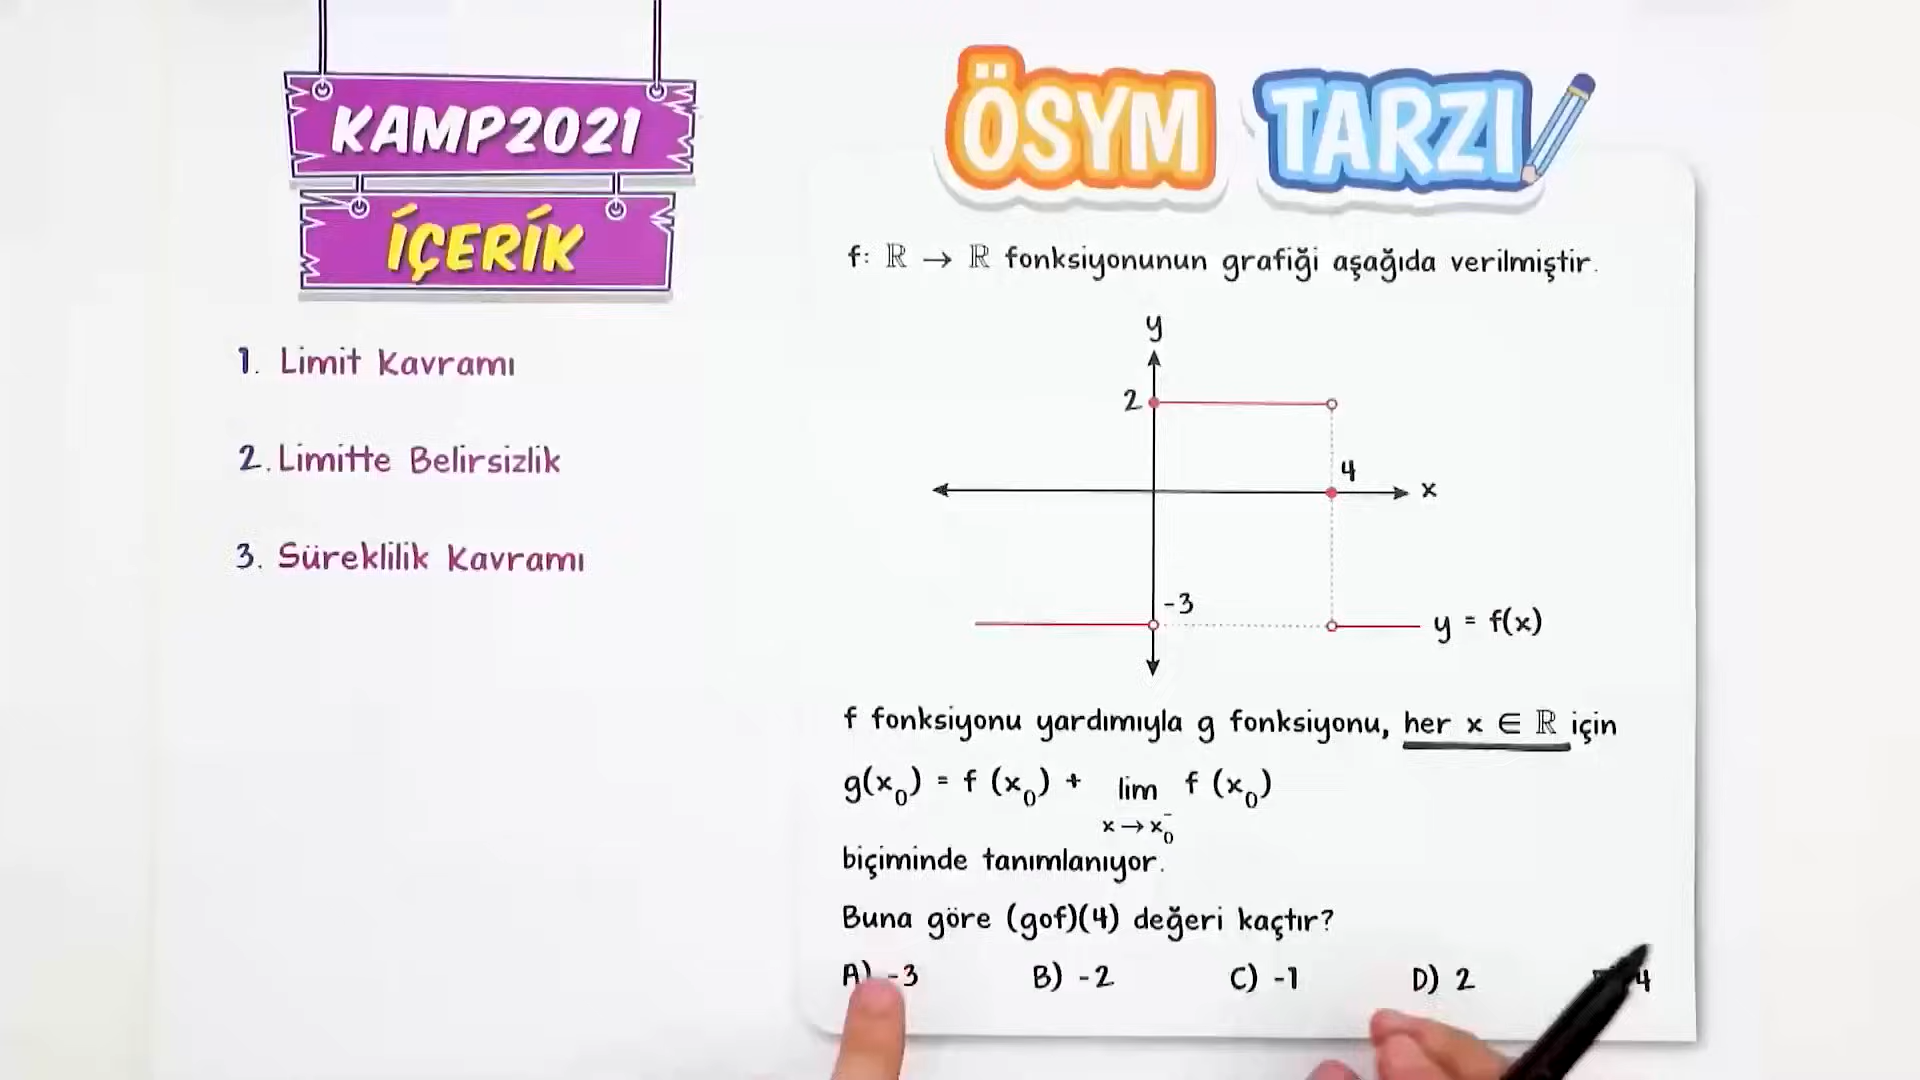 KAMP2021
İÇERİK
1. Limit Kavramı
2. Limitte Belirsizlik
3. Süreklilik Kavramı
ÖSYM TARZI
f: ℝ → ℝ fonksiyonunun grafiği aşağıda verilmiştir.
y
2
4
x
-3
y = f(x)
f fonksiyonu yardımıyla g fonksiyonu, her x ∈ ℝ için
g(x₀) = f (x₀) + lim f (x₀)
x → x₀⁻
biçiminde tanımlanıyor.
Buna göre (gof)(4) değeri kaçtır?
A) -3 B) -2 C) -1 D) 2 4